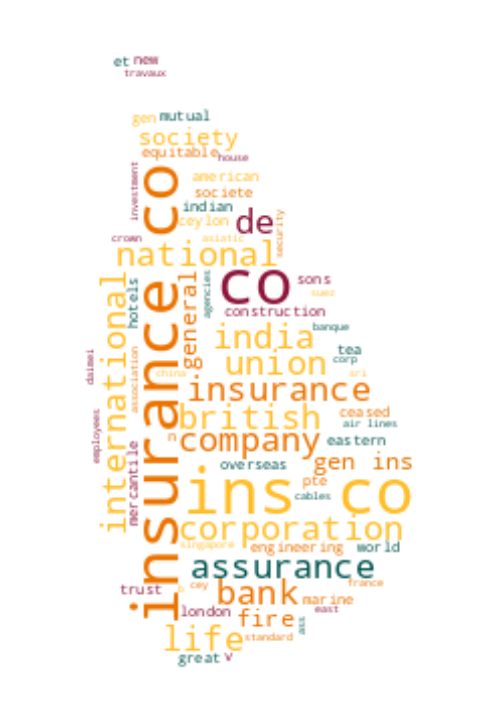 et new
travaux
gen mutual
society
equitable house
investment
american
societe
indian
ceylon de security
crown asiatic
national
co sons
suez
agencies
hotels
construction
general
international
insurance co
india banque
union tea
corp
daimei
association
china sri
insurance
british ceased
air lines
employees
n company eastern
mercantile
overseas gen ins
pte
ins co
cables
corporation
singapore engineering world
assurance
trust b cey bank france
marine
london fire east
ass
life standard
great v